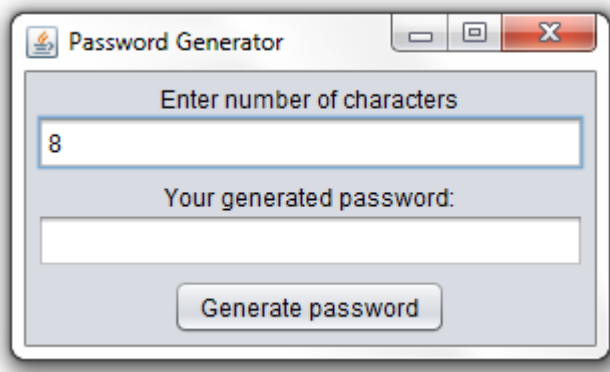 Password Generator
Enter number of characters
8
Your generated password:
Generate password